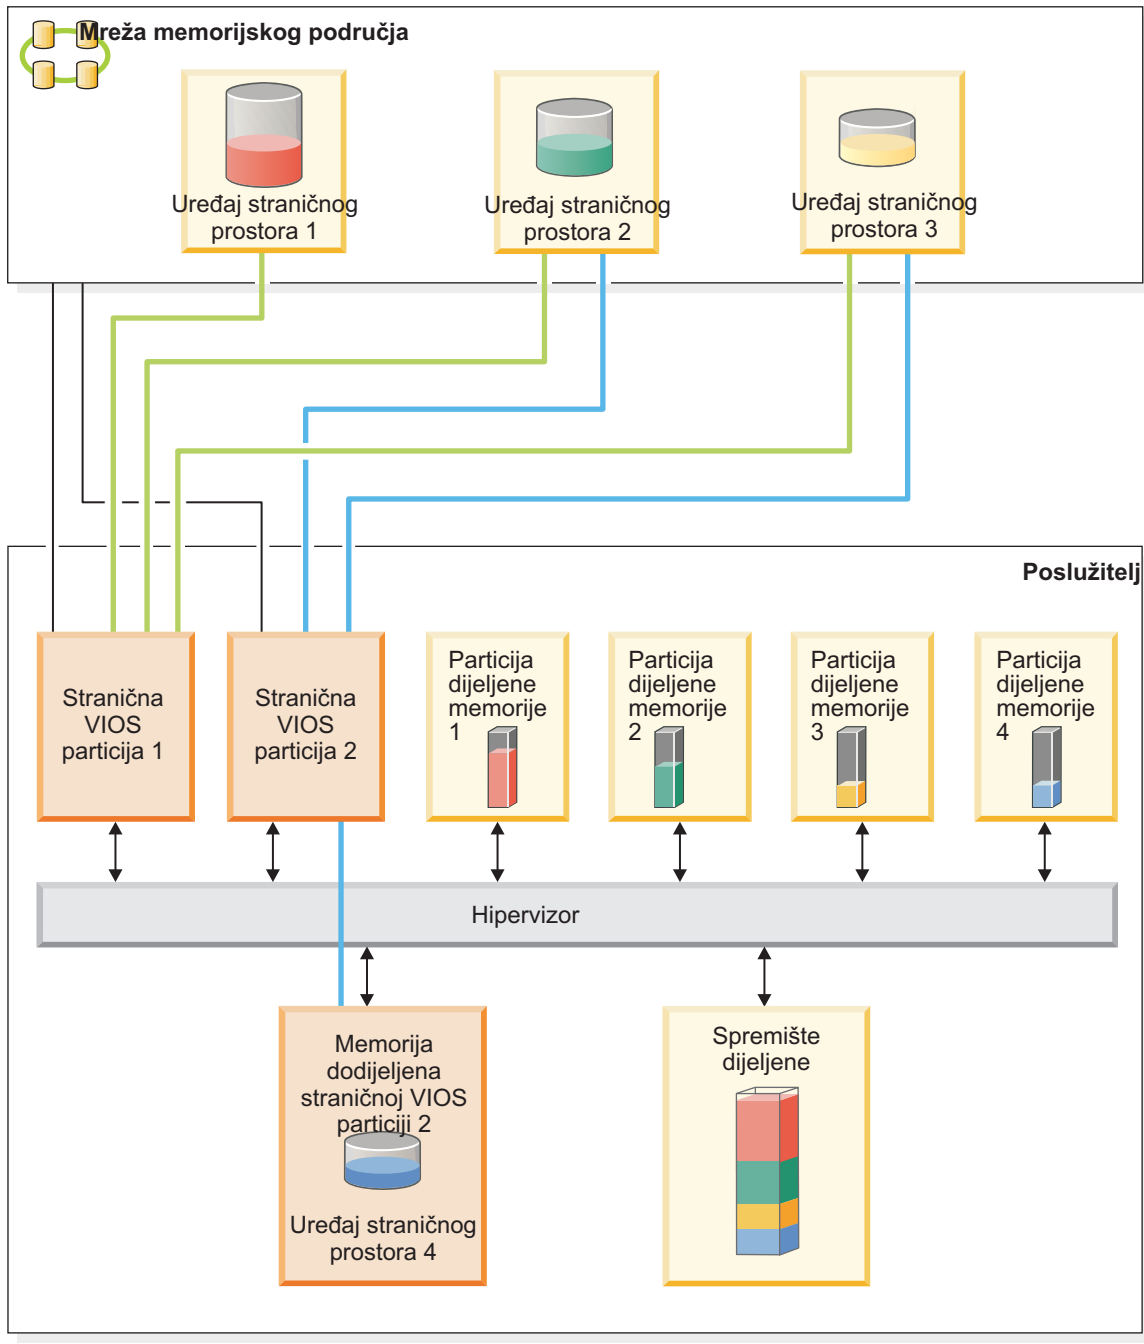 Mreža memorijskog područja
Uređaj straničnog
prostora 1
Uređaj straničnog
prostora 2
Uređaj straničnog
prostora 3
Poslužitelj
Stranična
VIOS
particija 1
Stranična
VIOS
particija 2
Particija
dijeljene
memorije
1
Particija
dijeljene
memorije
2
Particija
dijeljene
memorije
3
Particija
dijeljene
memorije
4
Hipervizor
Memorija
dodijeljena
straničnoj VIOS
particiji 2
Uređaj straničnog
prostora 4
Spremište
dijeljene